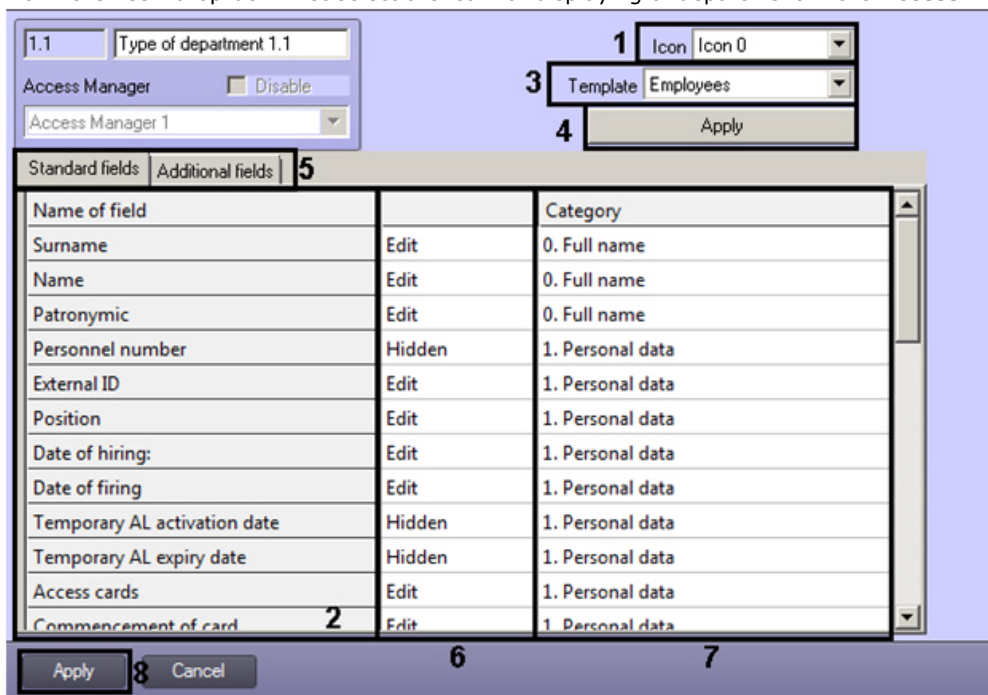 1.1 Type of department 1.1
1 Icon Icon 0
Access Manager Disable
3 Template Employees
Access Manager 1
4 Apply
Standard fields Additional fields 5
Name of field Category
Surname Edit 0. Full name
Name Edit 0. Full name
Patronymic Edit 0. Full name
Personnel number Hidden 1. Personal data
External ID Edit 1. Personal data
Position Edit 1. Personal data
Date of hiring: Edit 1. Personal data
Date of firing Edit 1. Personal data
Temporary AL activation date Hidden 1. Personal data
Temporary AL expiry date Hidden 1. Personal data
Access cards Edit 1. Personal data
Commencement of card 2 Edit 1. Personal data
6 7
Apply 8 Cancel